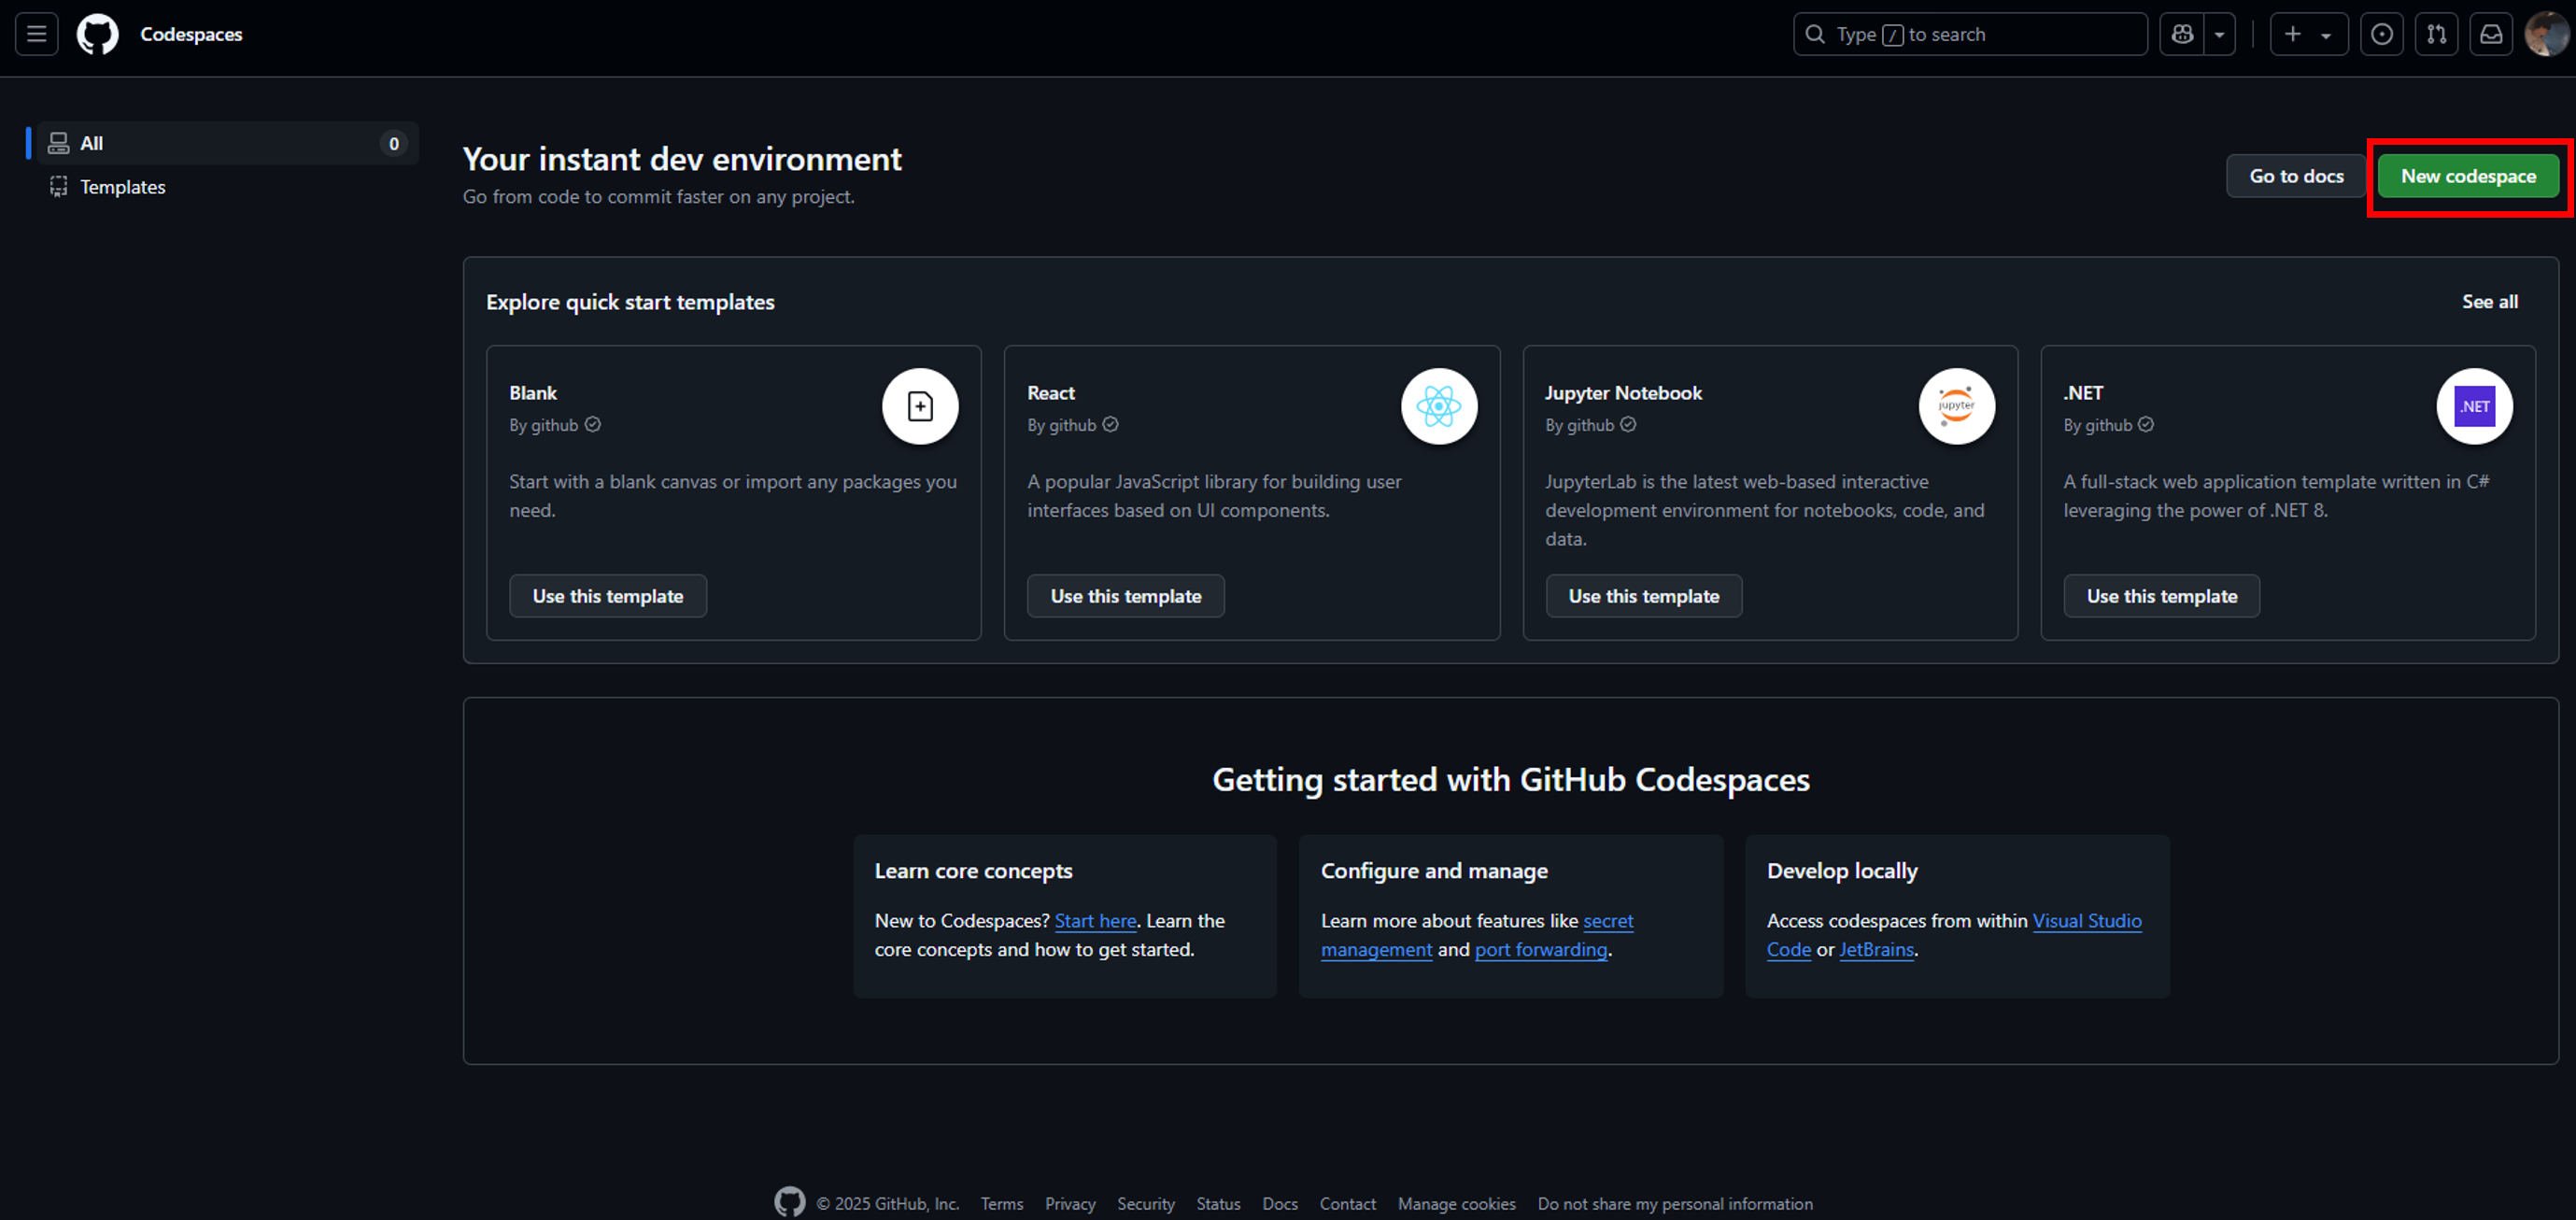 Codespaces
Type / to search
All 0
Templates
Your instant dev environment
Go from code to commit faster on any project.
Go to docs
New codespace
Explore quick start templates
See all
Blank
By github
Start with a blank canvas or import any packages you
need.
Use this template
React
By github
A popular JavaScript library for building user
interfaces based on UI components.
Use this template
Jupyter Notebook
By github
jupyter
JupyterLab is the latest web-based interactive
development environment for notebooks, code, and
data.
Use this template
.NET
By github
.NET
A full-stack web application template written in C#
leveraging the power of .NET 8.
Use this template
Getting started with GitHub Codespaces
Learn core concepts
New to Codespaces? Start here. Learn the
core concepts and how to get started.
Configure and manage
Learn more about features like secret
management and port forwarding.
Develop locally
Access codespaces from within Visual Studio
Code or JetBrains.
© 2025 GitHub, Inc. Terms Privacy Security Status Docs Contact Manage cookies Do not share my personal information